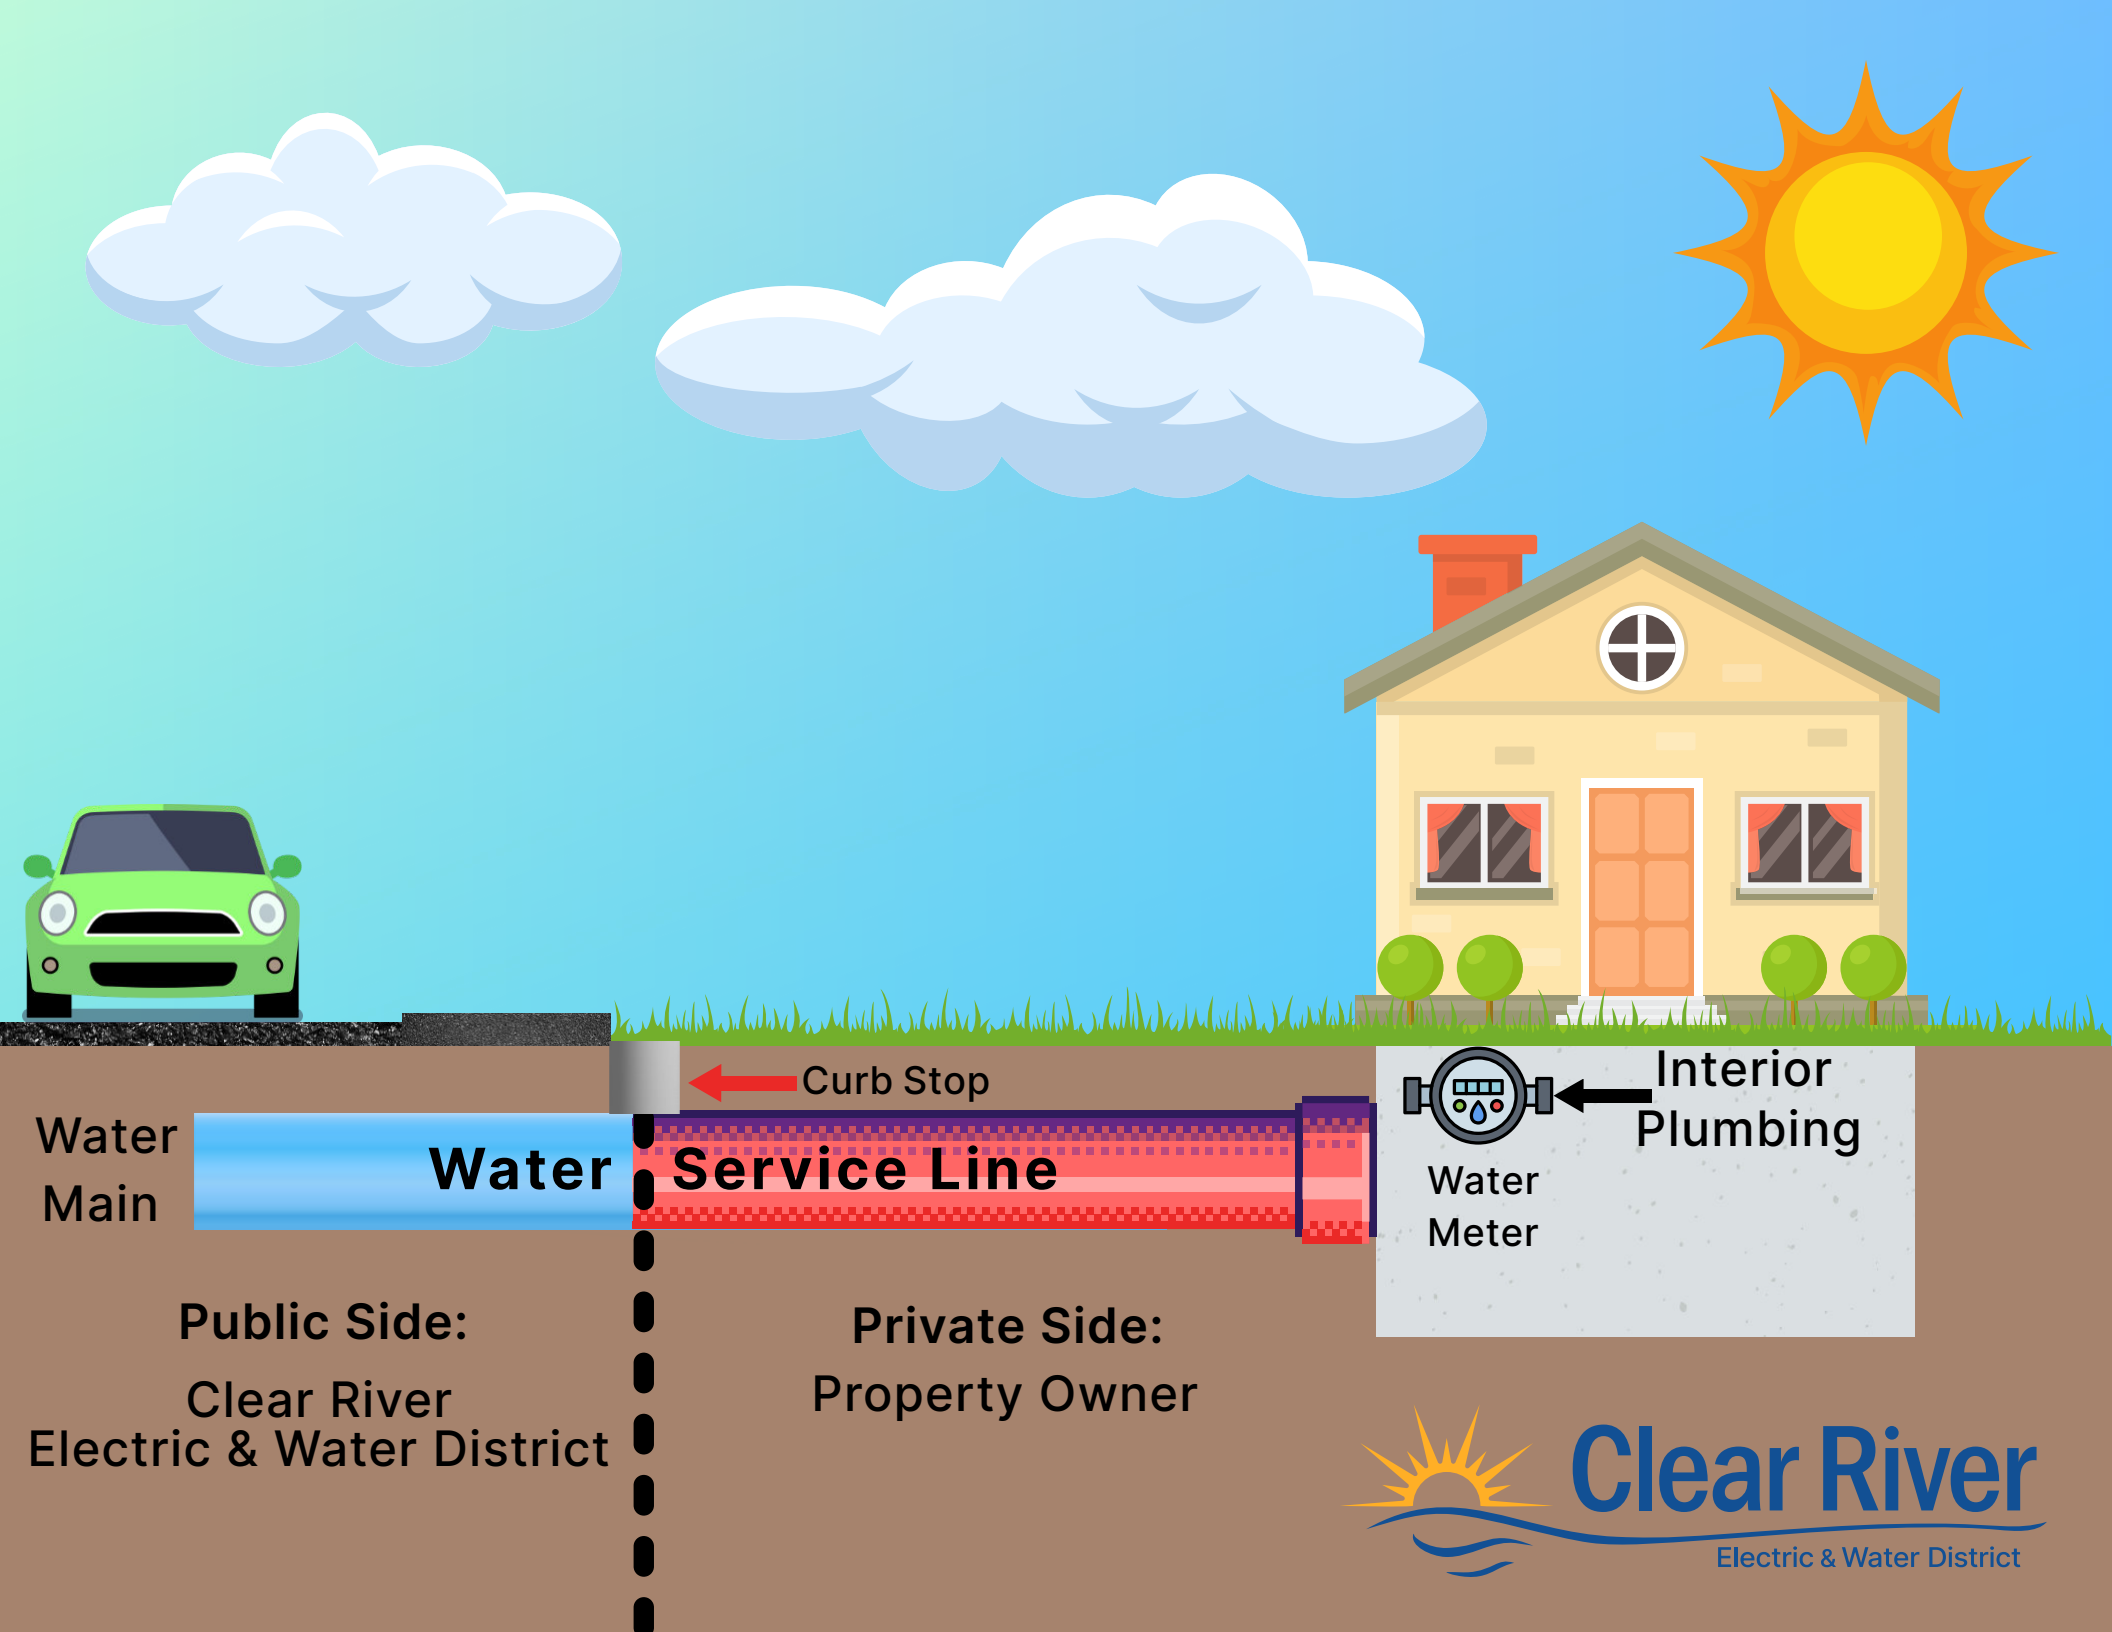 Curb Stop
Water
Main
Water Service Line
Interior
Plumbing
Water
Meter
Public Side:
Clear River
Electric & Water District
Private Side:
Property Owner
Clear River
Electric & Water District